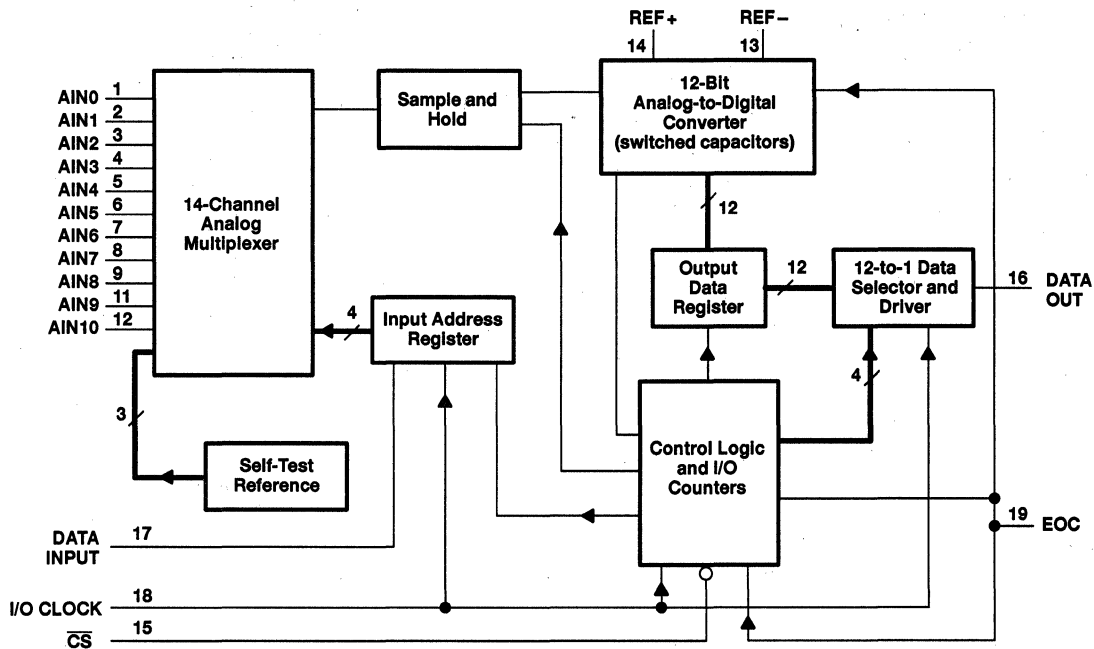 REF+
REF−
14
13
12-Bit
Analog-to-Digital
Converter
(switched capacitors)
Sample and
Hold
AIN0 1
AIN1 2
AIN2 3
AIN3 4
AIN4 5
AIN5 6
AIN6 7
AIN7 8
AIN8 9
AIN9 11
AIN10 12
14-Channel
Analog
Multiplexer
12
Output
Data
Register
12
12-to-1 Data
Selector and
Driver
16
DATA
OUT
4
Input Address
Register
4
3
Self-Test
Reference
Control Logic
and I/O
Counters
19
EOC
DATA
INPUT
17
I/O CLOCK
18
CS
15